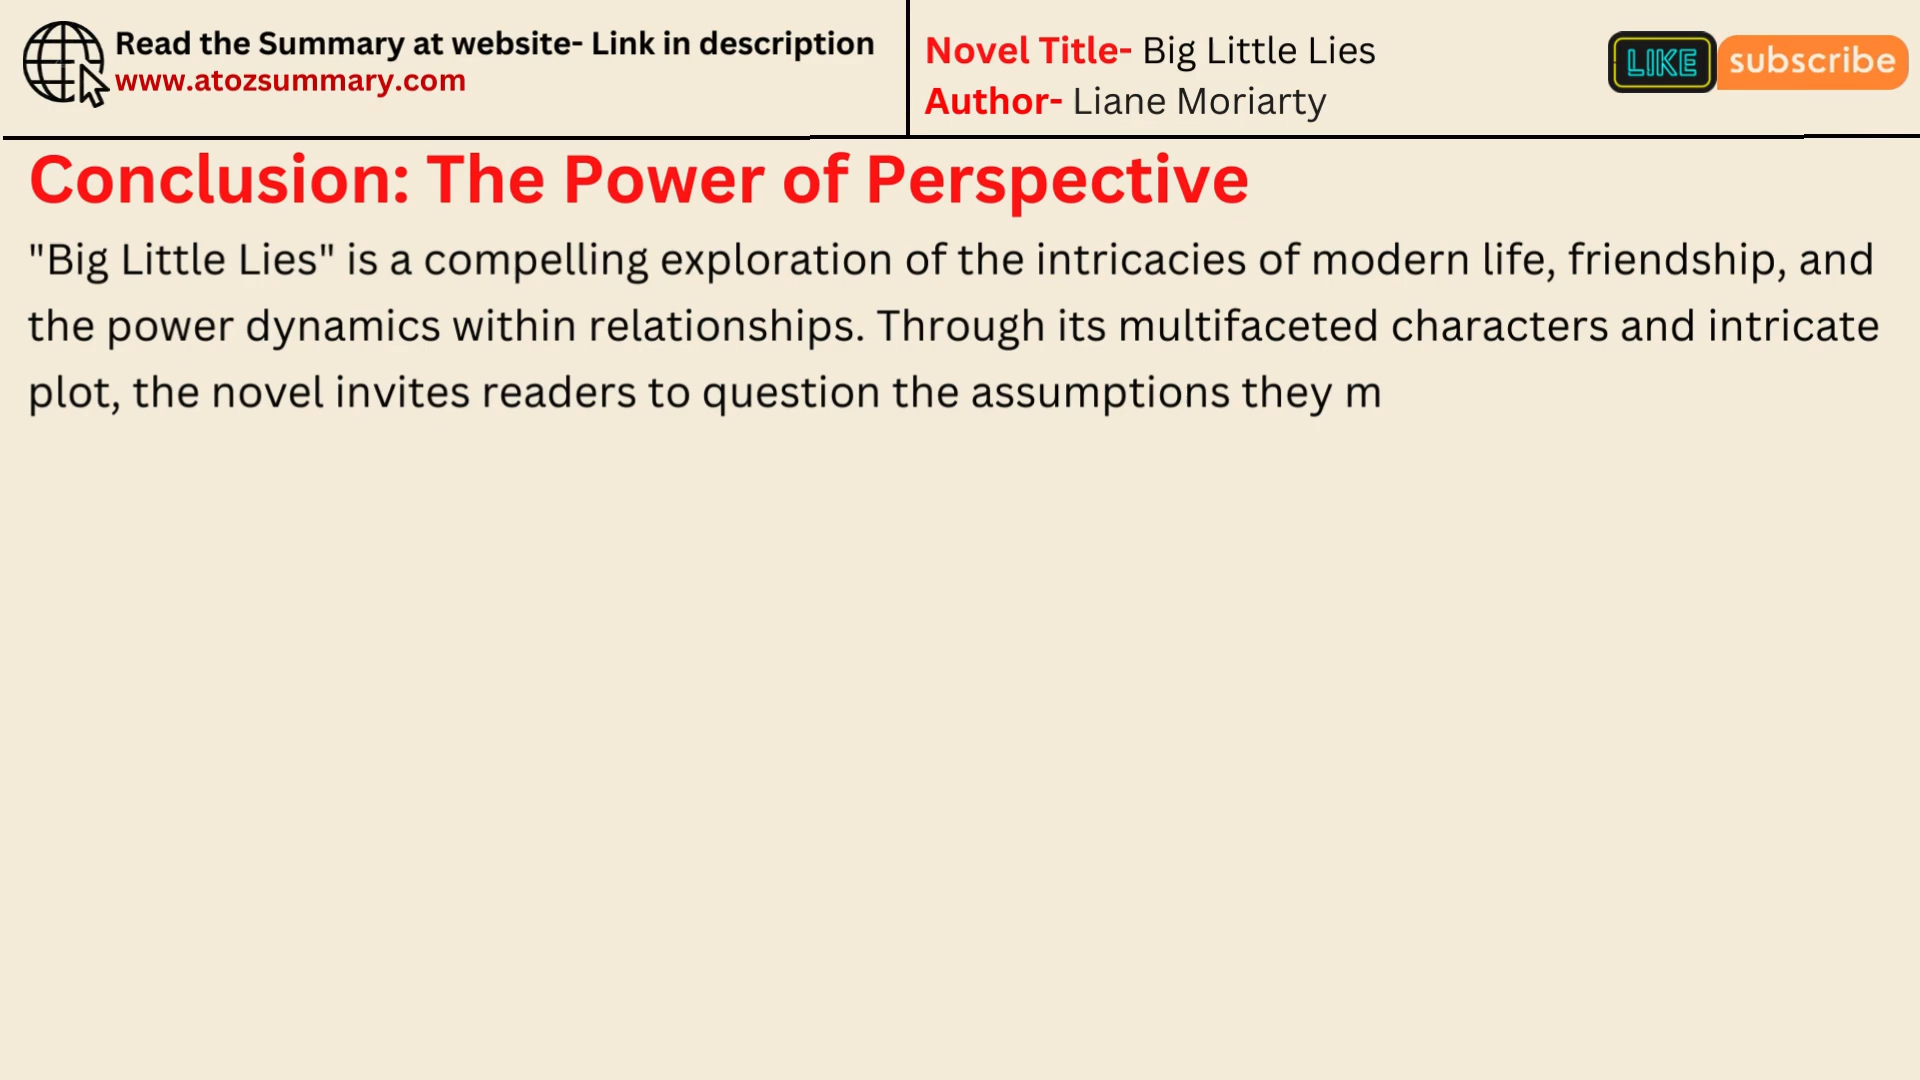 Read the Summary at website- Link in description
www.atozsummary.com
Novel Title- Big Little Lies
Author- Liane Moriarty
LIKE
subscribe
Conclusion: The Power of Perspective
"Big Little Lies" is a compelling exploration of the intricacies of modern life, friendship, and
the power dynamics within relationships. Through its multifaceted characters and intricate
plot, the novel invites readers to question the assumptions they m